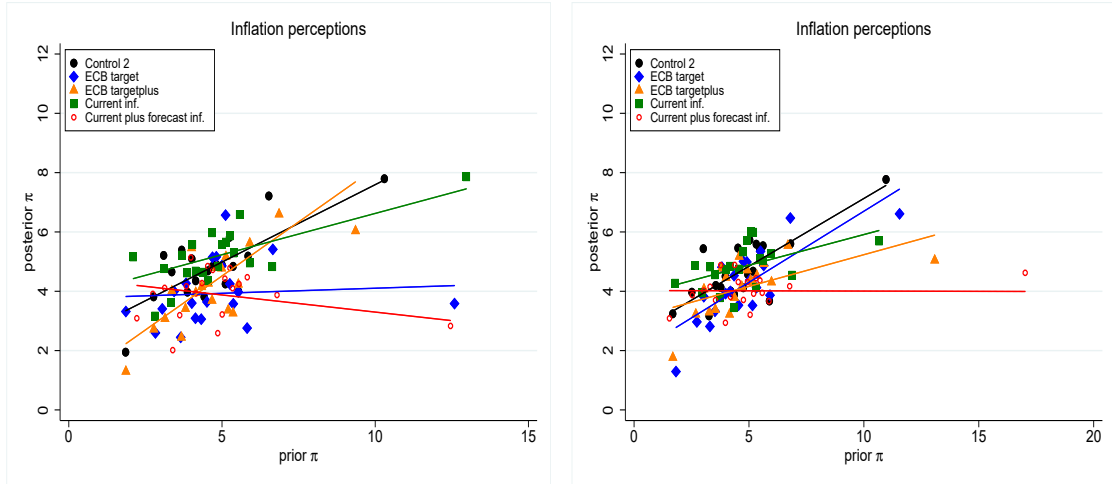 Inflation perceptions
Control 2
ECB target
ECB targetplus
Current inf.
Current plus forecast inf.
posterior π
12
10
8
6
4
2
0
0 5 10 15
prior π
Inflation perceptions
Control 2
ECB target
ECB targetplus
Current inf.
Current plus forecast inf.
posterior π
12
10
8
6
4
2
0
0 5 10 15 20
prior π